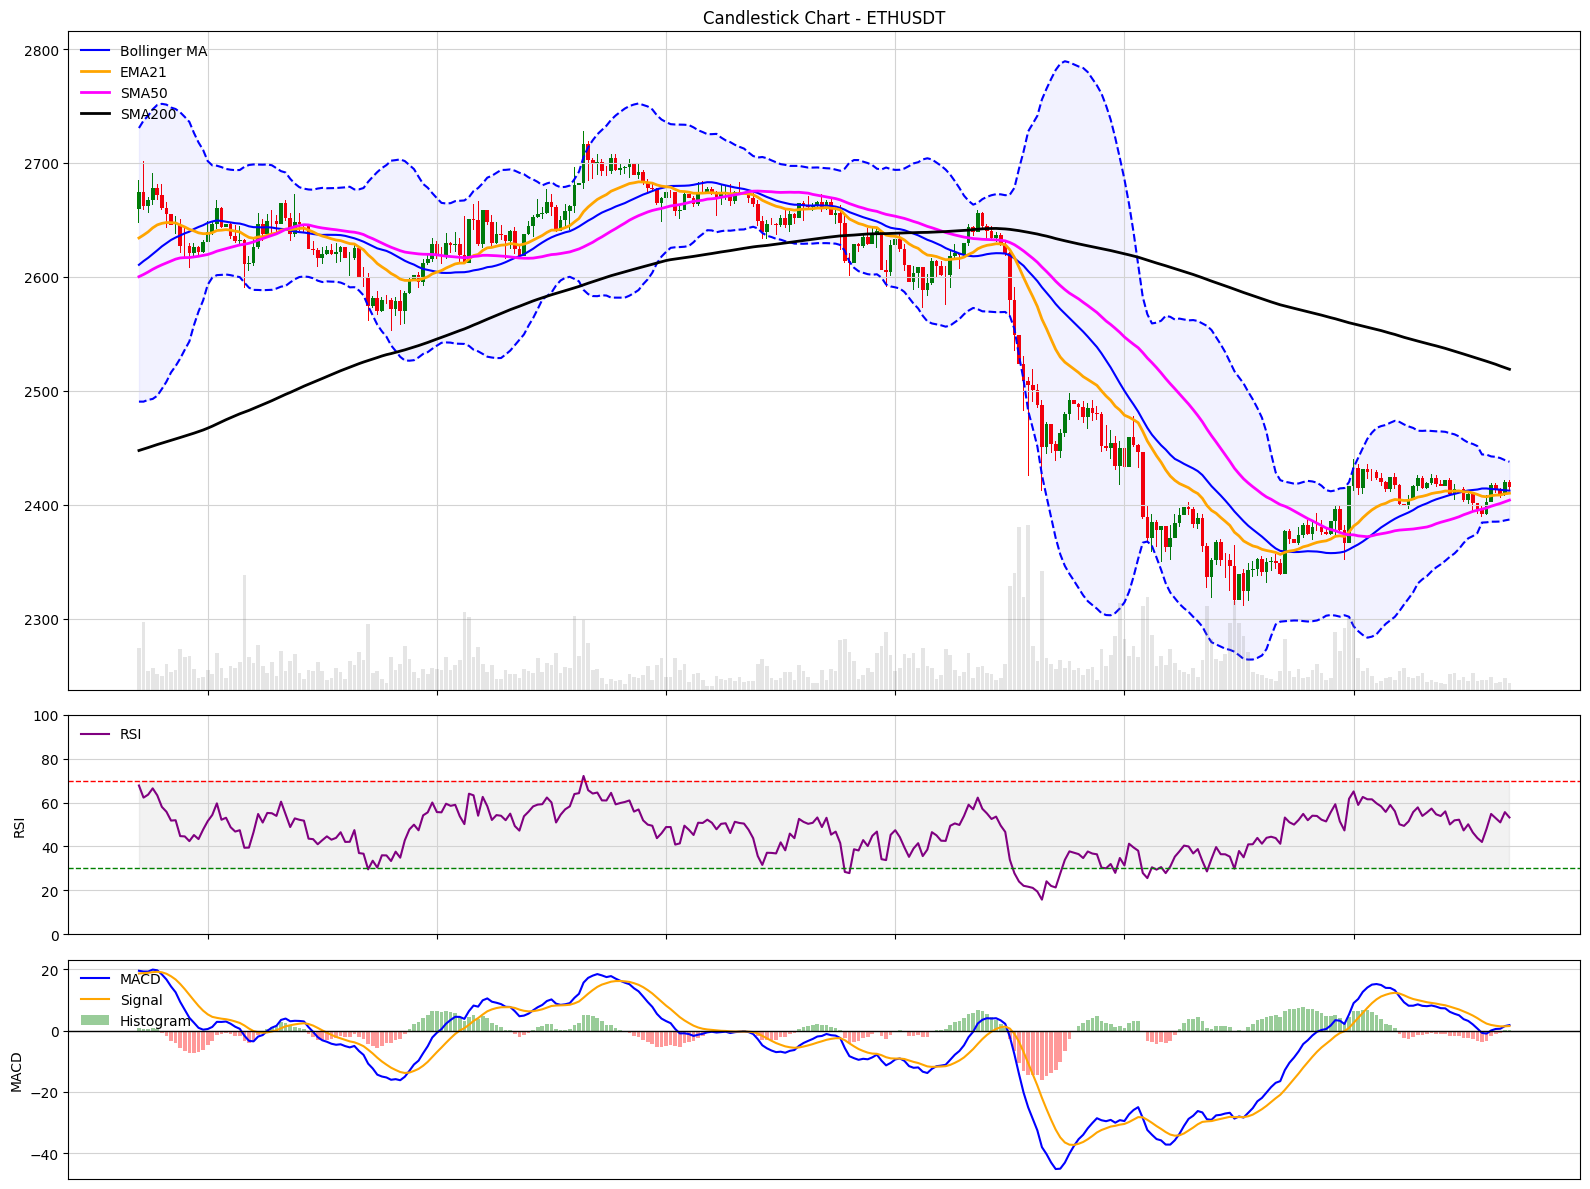 Candlestick Chart - ETHUSDT
Bollinger MA
EMA21
SMA50
SMA200
2800
2700
2600
2500
2400
2300
RSI
100
80
60
40
20
0
RSI
MACD
Signal
Histogram
20
0
−20
−40
MACD